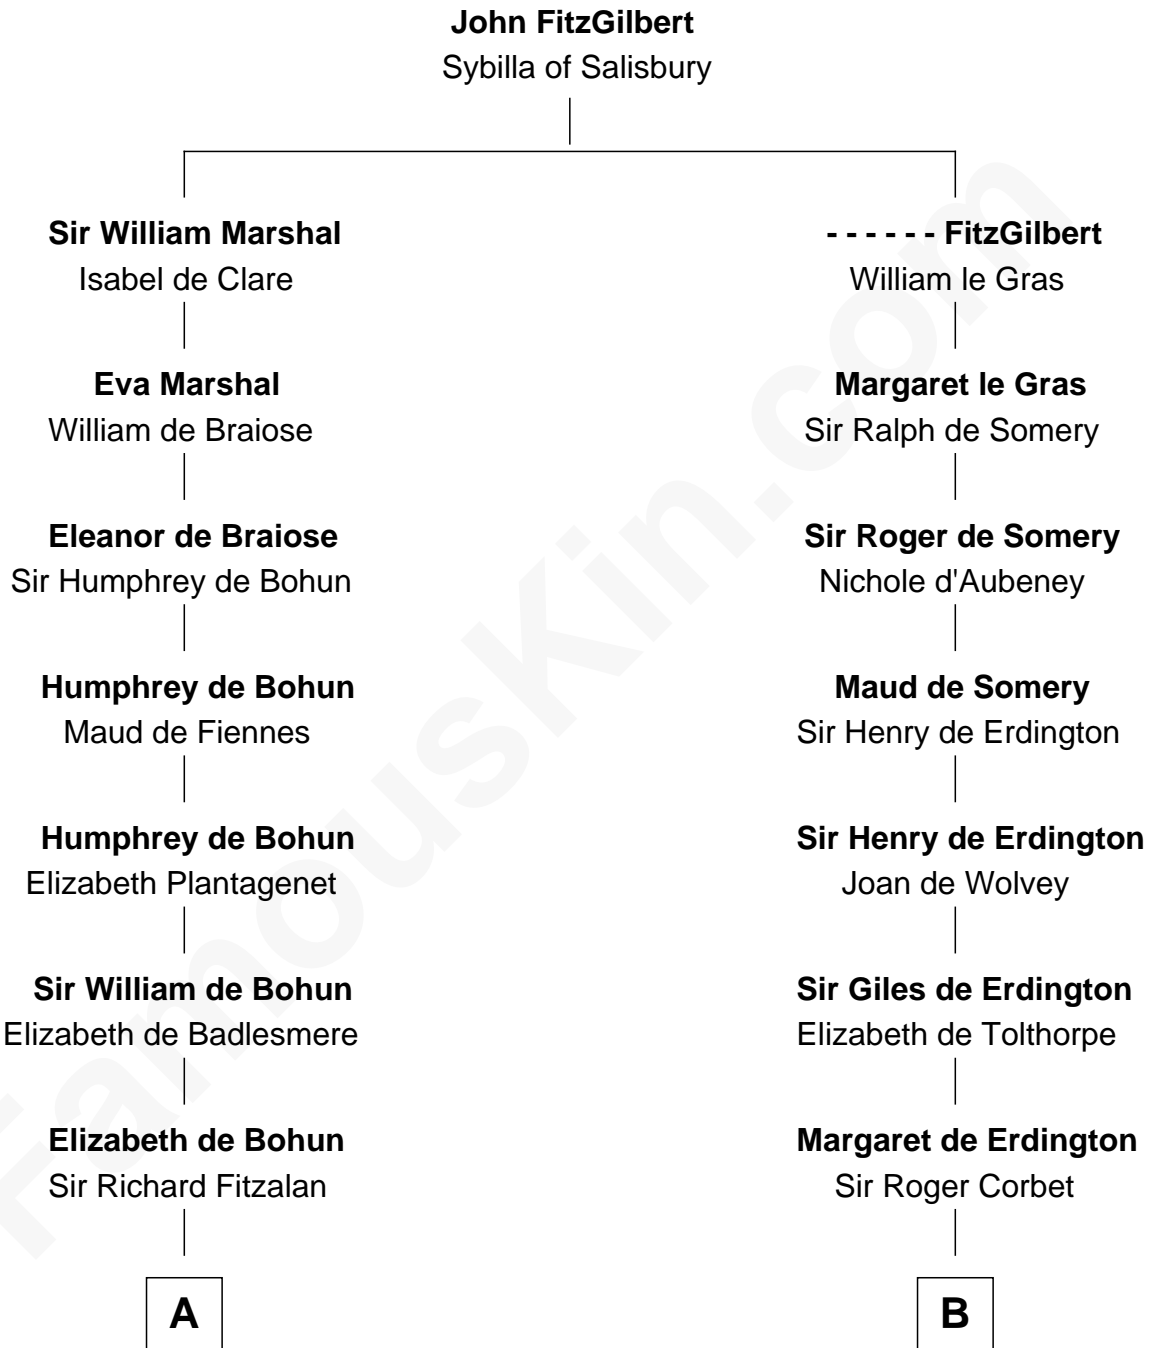 John FitzGilbert
Sybilla of Salisbury
Sir William Marshal
Isabel de Clare
Eva Marshal
William de Braiose
Eleanor de Braiose
Sir Humphrey de Bohun
Humphrey de Bohun
Maud de Fiennes
Humphrey de Bohun
Elizabeth Plantagenet
Sir William de Bohun
Elizabeth de Badlesmere
Elizabeth de Bohun
Sir Richard Fitzalan
A
- - - - - - FitzGilbert
William le Gras
Margaret le Gras
Sir Ralph de Somery
Sir Roger de Somery
Nichole d'Aubeney
Maud de Somery
Sir Henry de Erdington
Sir Henry de Erdington
Joan de Wolvey
Sir Giles de Erdington
Elizabeth de Tolthorpe
Margaret de Erdington
Sir Roger Corbet
B
FamousKin.com